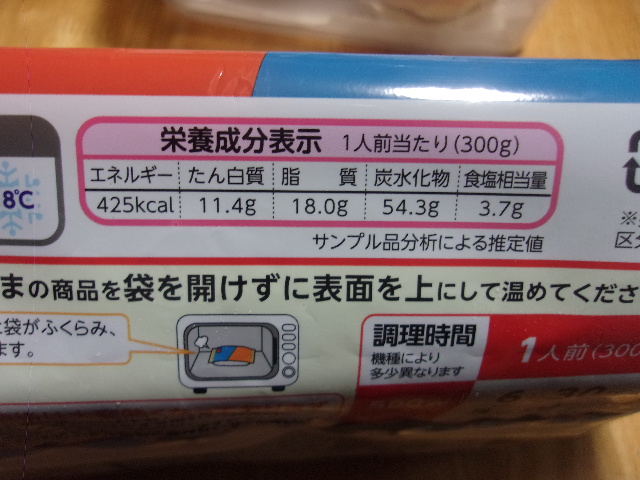 栄養成分表示 1人前当たり(300g)
エネルギー たん白質 脂 質 炭水化物 食塩相当量
425kcal 11.4g 18.0g 54.3g 3.7g
サンプル品分析による推定値
8℃
※
区分
まの商品を袋を開けずに表面を上にして温めてくださ
袋がふくらみ、
ます。
調理時間
機種により
多少異なります
1人前(300